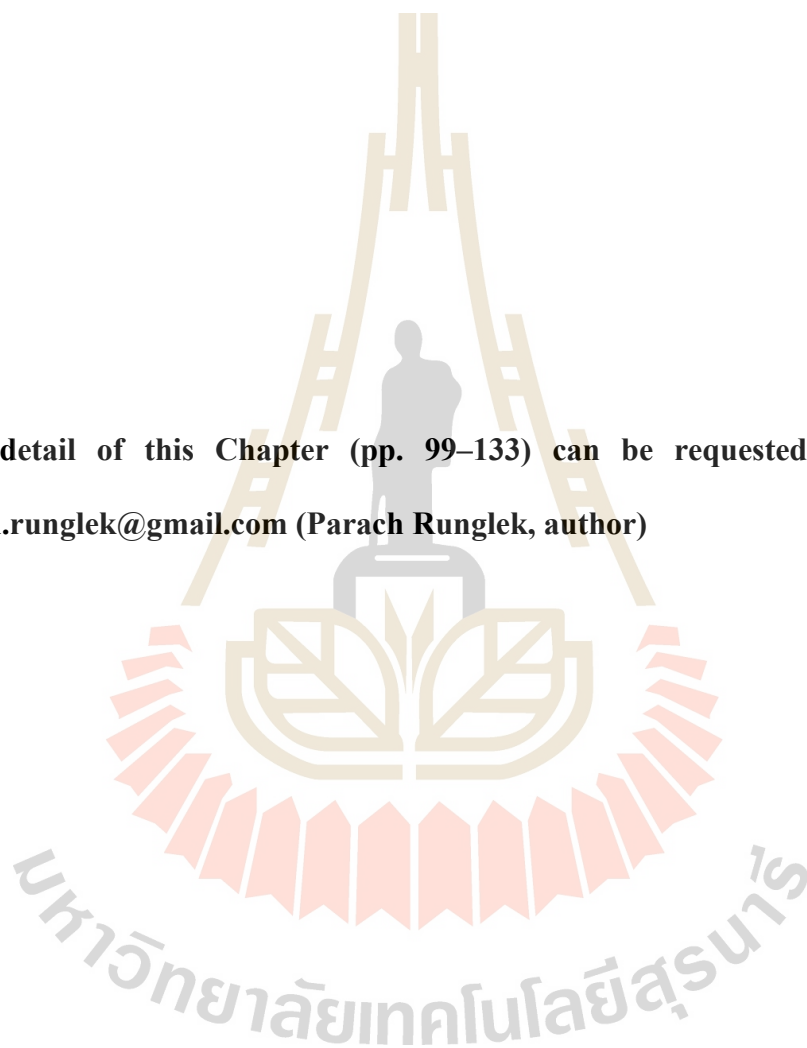 detail of this Chapter (pp. 99–133) can be requested
.runglek@gmail.com (Parach Runglek, author)
มหาวิทยาลัยเทคโนโลยีสุรนารี